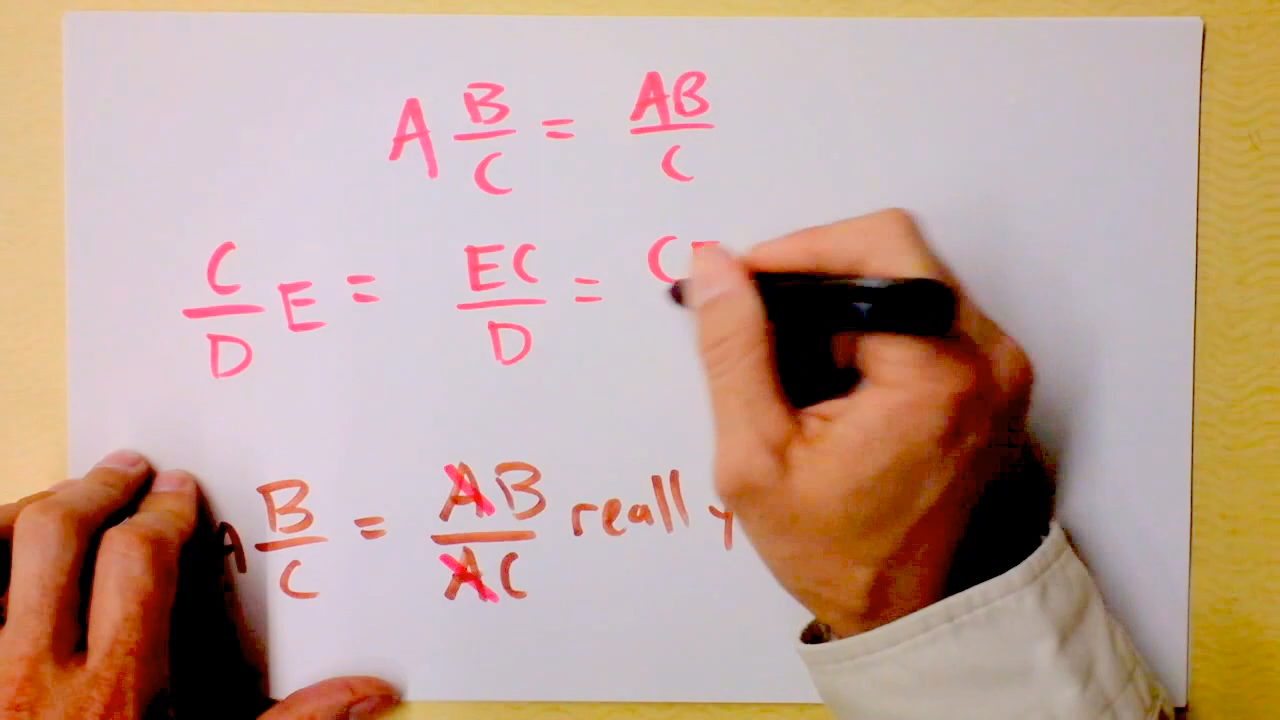 A B/C = AB/C
C/D E = EC/D = C
A B/C = AB/AC really